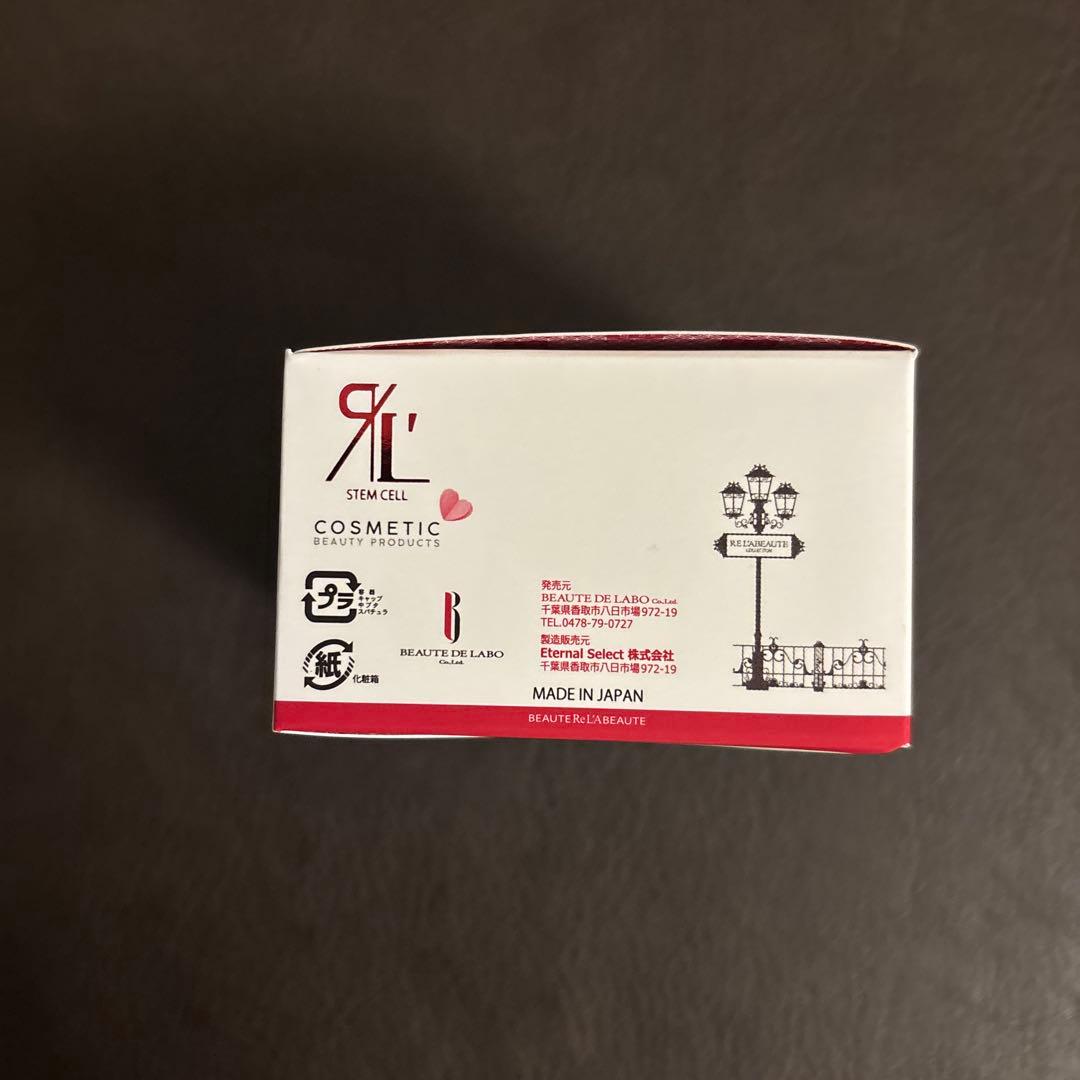 RL'
STEM CELL
COSMETIC
BEAUTY PRODUCTS
プラ
容器
キャップ
中ブタ
スパチュラ
紙
化粧箱
B
BEAUTE DE LABO
Co.,Ltd.
発売元
BEAUTE DE LABO Co.,Ltd.
千葉県香取市八日市場972-19
TEL.0478-79-0727
製造販売元
Eternal Select 株式会社
千葉県香取市八日市場972-19
MADE IN JAPAN
RE L'ABEAUTE
COLLECTION
BEAUTE Re L'ABEAUTE